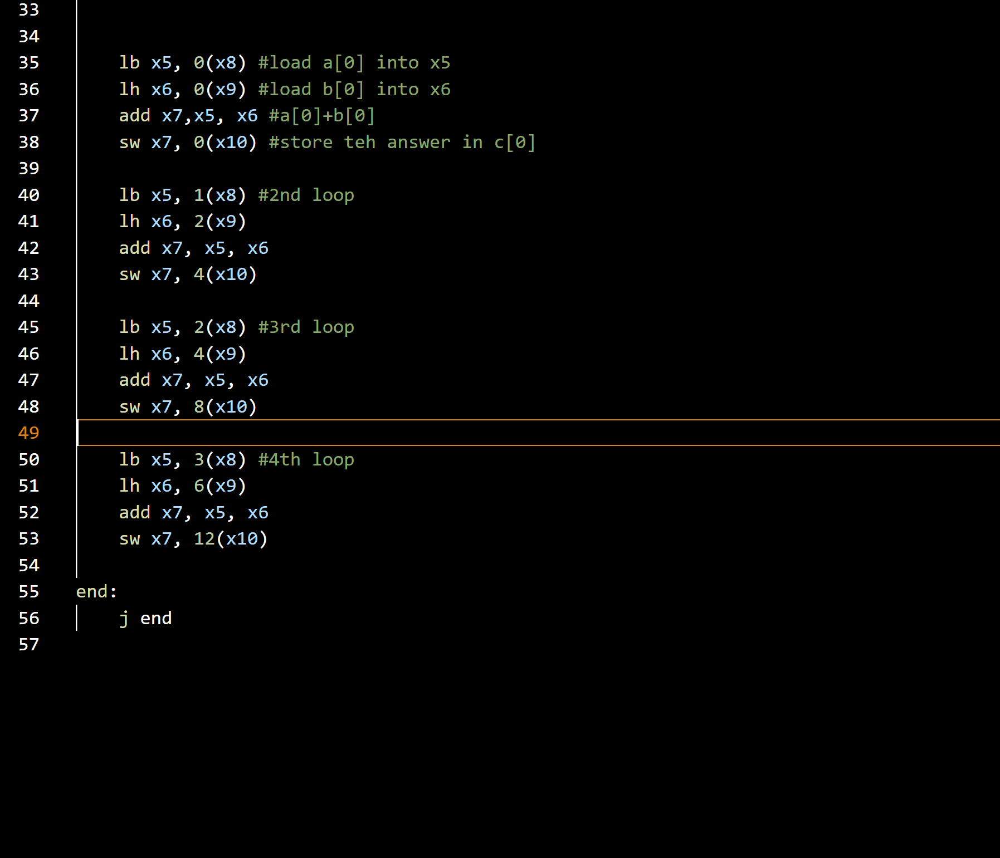 33
34
35 lb x5, 0(x8) #load a[0] into x5
36 lh x6, 0(x9) #load b[0] into x6
37 add x7,x5, x6 #a[0]+b[0]
38 sw x7, 0(x10) #store teh answer in c[0]
39
40 lb x5, 1(x8) #2nd loop
41 lh x6, 2(x9)
42 add x7, x5, x6
43 sw x7, 4(x10)
44
45 lb x5, 2(x8) #3rd loop
46 lh x6, 4(x9)
47 add x7, x5, x6
48 sw x7, 8(x10)
49
50 lb x5, 3(x8) #4th loop
51 lh x6, 6(x9)
52 add x7, x5, x6
53 sw x7, 12(x10)
54
55 end:
56 j end
57